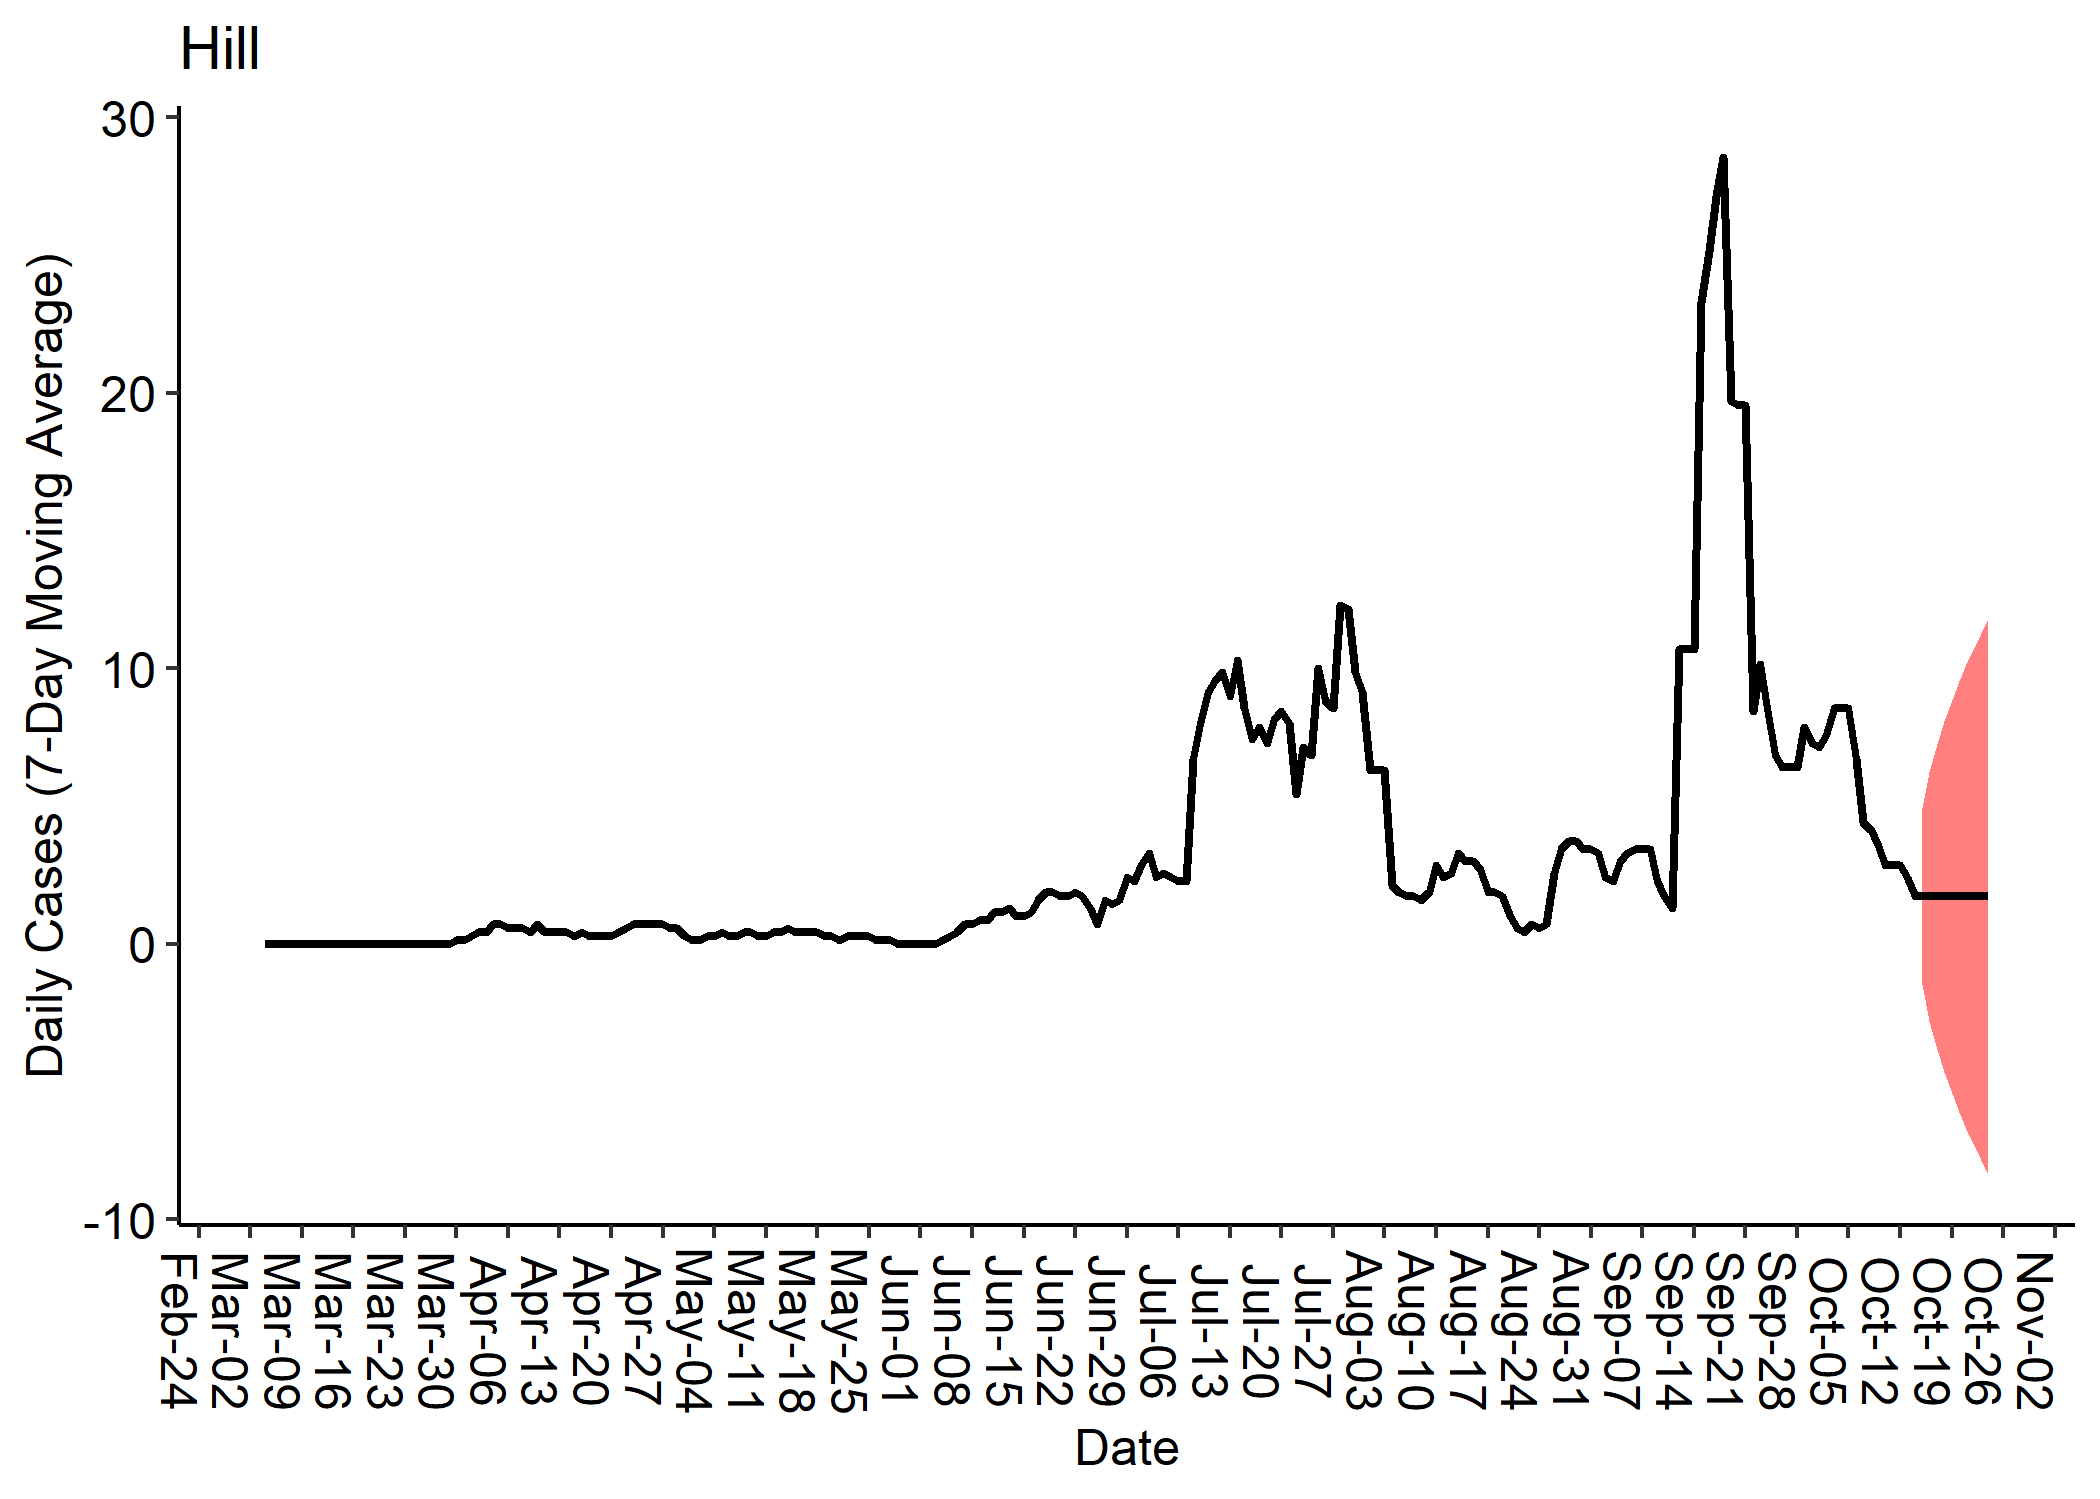 Hill
30
20
10
0
-10
Daily Cases (7-Day Moving Average)
Feb-24
Mar-02
Mar-09
Mar-16
Mar-23
Mar-30
Apr-06
Apr-13
Apr-20
Apr-27
May-04
May-11
May-18
May-25
Jun-01
Jun-08
Jun-15
Jun-22
Jun-29
Jul-06
Jul-13
Jul-20
Jul-27
Aug-03
Aug-10
Aug-17
Aug-24
Aug-31
Sep-07
Sep-14
Sep-21
Sep-28
Oct-05
Oct-12
Oct-19
Oct-26
Nov-02
Date